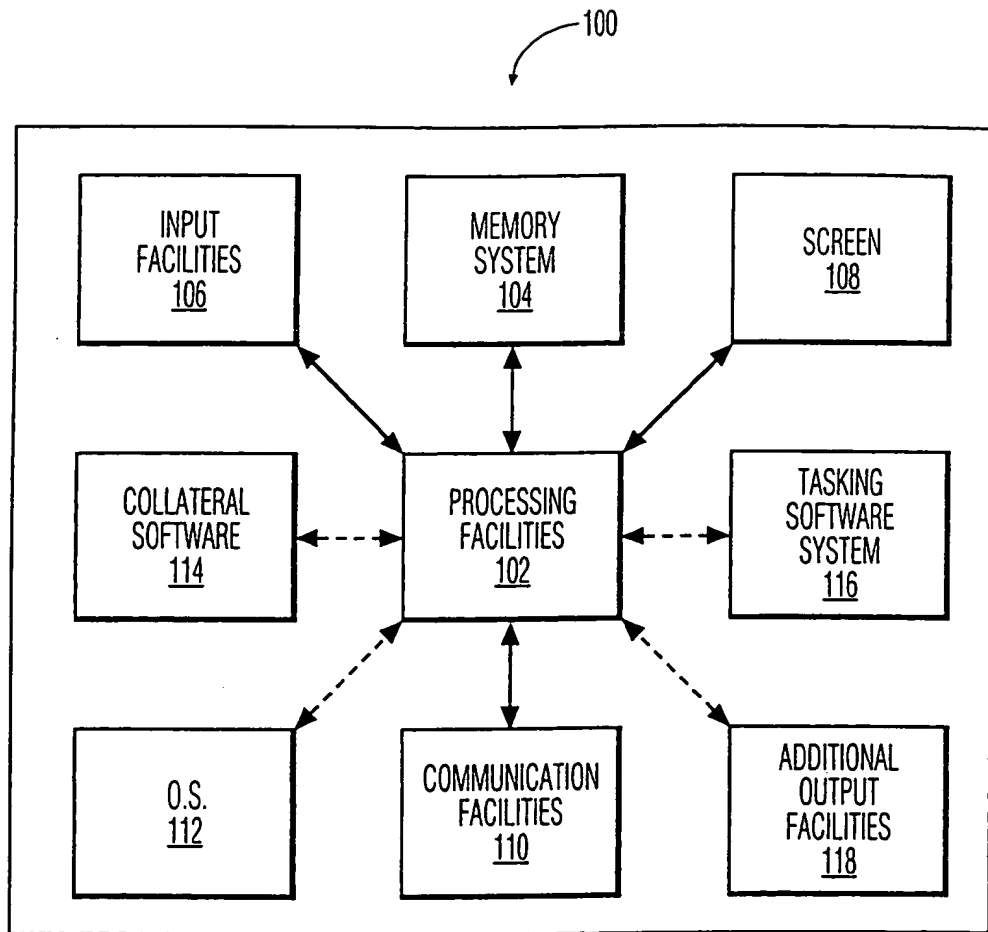 100
INPUT
FACILITIES
106
MEMORY
SYSTEM
104
SCREEN
108
COLLATERAL
SOFTWARE
114
PROCESSING
FACILITIES
102
TASKING
SOFTWARE
SYSTEM
116
O.S.
112
COMMUNICATION
FACILITIES
110
ADDITIONAL
OUTPUT
FACILITIES
118